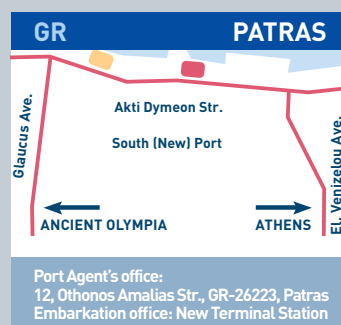 GR PATRAS
Glaucus Ave.
Akti Dymeon Str.
South (New) Port
El. Venizelou Ave.
ANCIENT OLYMPIA
ATHENS
Port Agent's office:
12, Othonos Amalias Str., GR-26223, Patras
Embarkation office: New Terminal Station